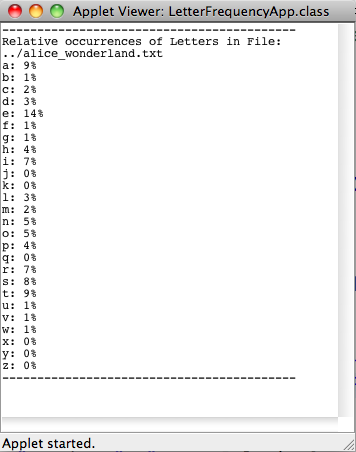 Applet Viewer: LetterFrequencyApp.class
------------------------------------------
Relative occurrences of Letters in File:
../alice_wonderland.txt
a: 9%
b: 1%
c: 2%
d: 3%
e: 14%
f: 1%
g: 1%
h: 4%
i: 7%
j: 0%
k: 0%
l: 3%
m: 2%
n: 5%
o: 5%
p: 4%
q: 0%
r: 7%
s: 8%
t: 9%
u: 1%
v: 1%
w: 1%
x: 0%
y: 0%
z: 0%
------------------------------------------
Applet started.